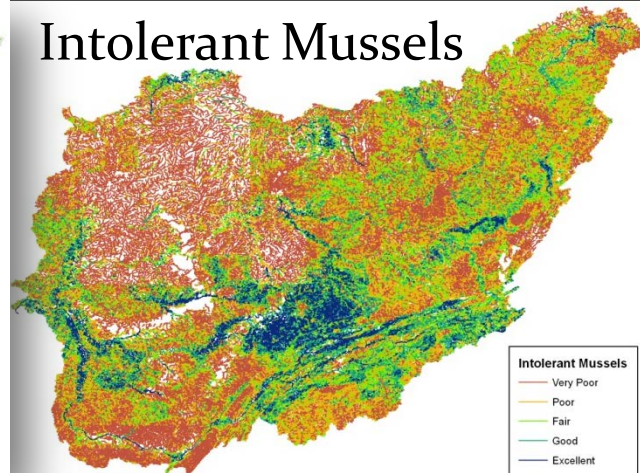 Intolerant Mussels
Intolerant Mussels
Very Poor
Poor
Fair
Good
Excellent